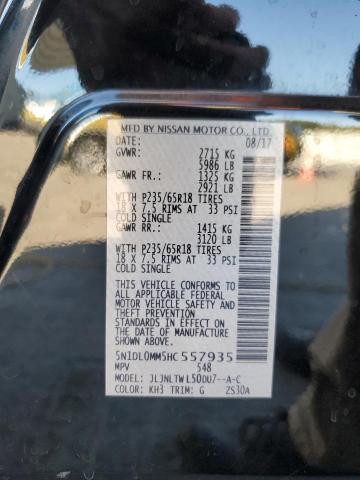 MFD BY NISSAN MOTOR CO., LTD.
DATE: 08/17
GVWR: 2715 KG
5986 LB
GAWR FR.: 1325 KG
2921 LB
WITH P235/65R18 TIRES
18 X 7.5 RIMS AT 33 PSI
COLD SINGLE
GAWR RR.: 1415 KG
3120 LB
WITH P235/65R18 TIRES
18 X 7.5 RIMS AT 33 PSI
COLD SINGLE
THIS VEHICLE CONFORMS TO
ALL APPLICABLE FEDERAL
MOTOR VEHICLE SAFETY
AND THEFT PREVENTION
STANDARDS IN EFFECT ON
THE DATE OF MANUFACTURE
SHOWN ABOVE.
5N1DL0MM5HC557935
MPV 548
MODEL: JLJNLTW L50DU7--A-C
COLOR: KH3 TRIM: G ZS30A